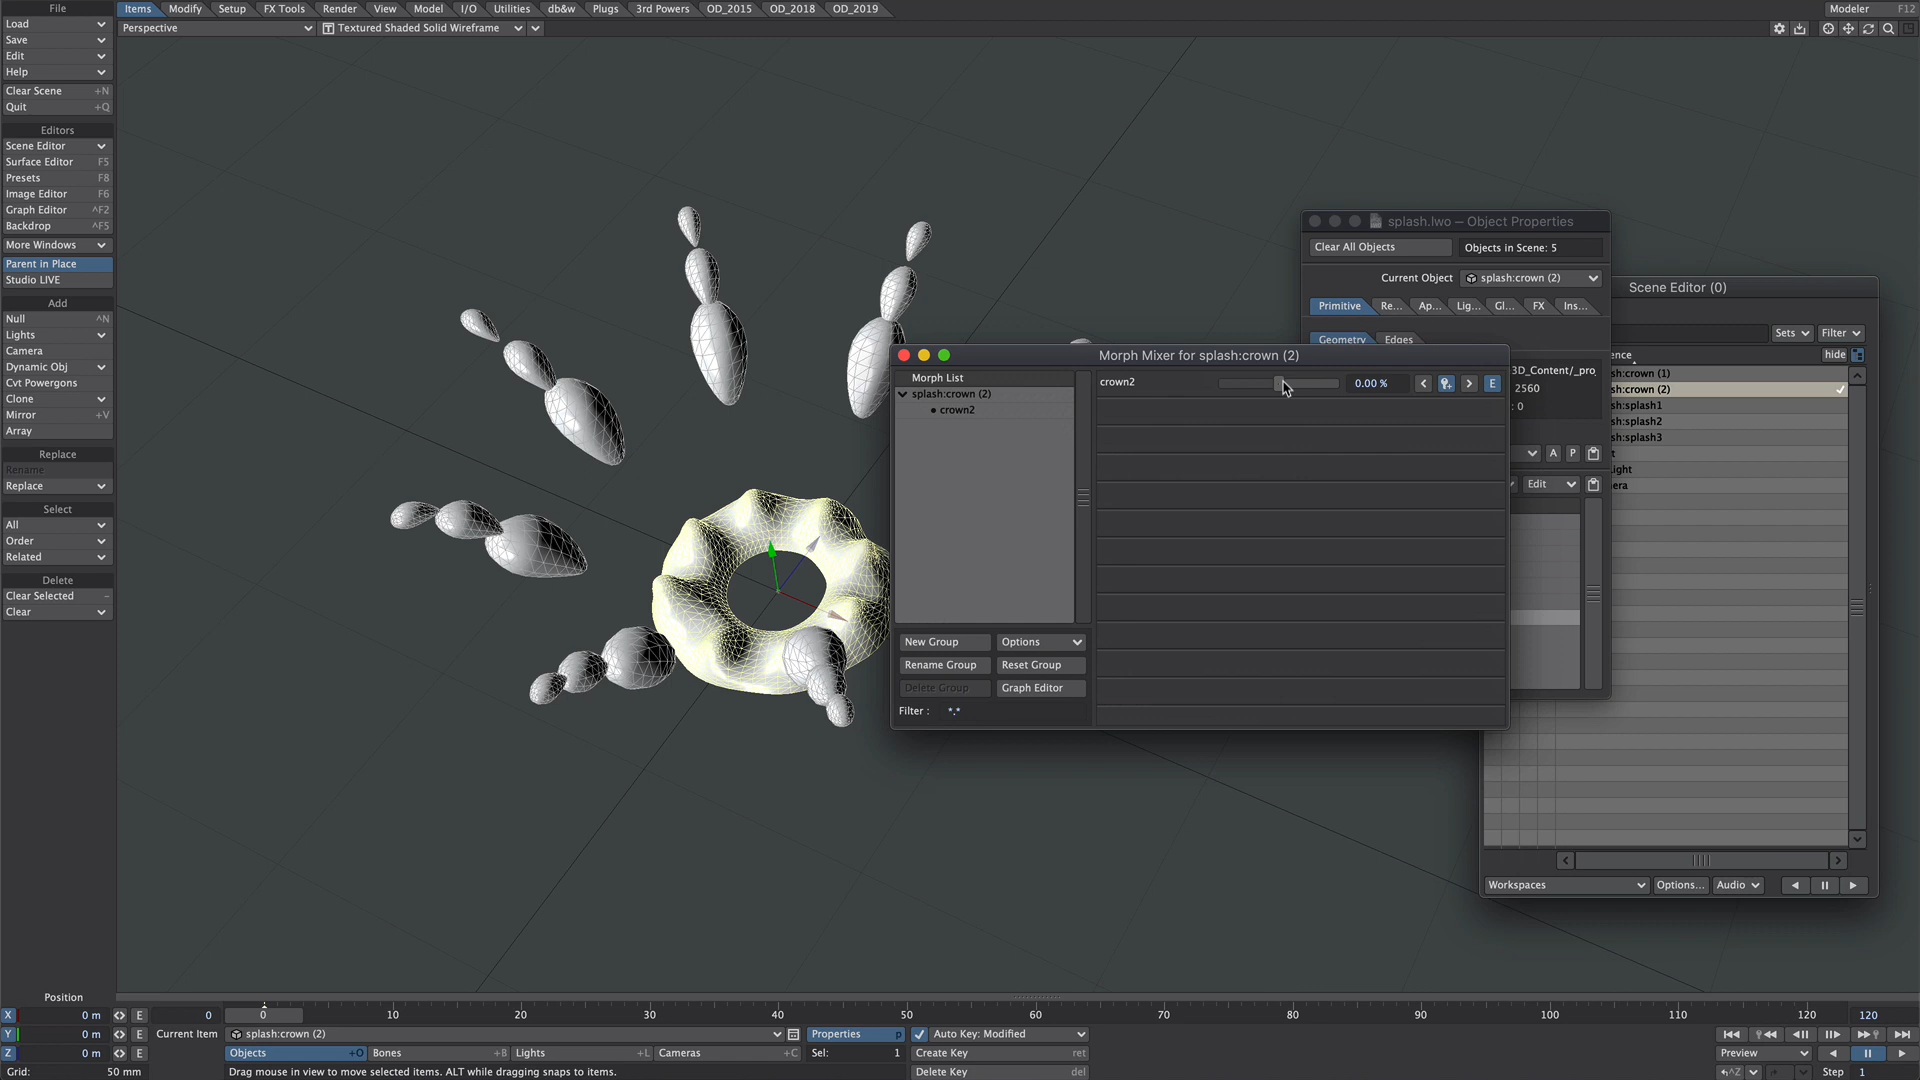 File
Items Modify Setup FX Tools Render View Model I/O Utilities db&w Plugs 3rd Powers OD_2015 OD_2018 OD_2019
Modeler F12
Load
Perspective
Textured Shaded Solid Wireframe
Save
Edit
Help
Clear Scene +N
Quit +Q
Editors
Scene Editor
Surface Editor F5
Presets F8
Image Editor F6
Graph Editor ^F2
Backdrop ^F5
More Windows
Parent in Place
Studio LIVE
Add
Null ^N
Lights
Camera
Dynamic Obj
Cvt Powergons
Clone
Mirror +V
Array
Replace
Rename
Replace
Select
All
Order
Related
Delete
Clear Selected –
Clear
splash.lwo — Object Properties
Clear All Objects
Objects in Scene: 5
Current Object splash:crown (2)
Primitive Re... Ap... Lig... Gl... FX Ins...
Geometry Edges
3D_Content/_pro
2560
: 0
A P
Edit
Scene Editor (0)
Sets Filter
ence hide
sh:crown (1)
sh:crown (2)
sh:splash1
sh:splash2
sh:splash3
t
ight
era
Workspaces
Options...
Audio
Morph Mixer for splash:crown (2)
Morph List
splash:crown (2)
crown2
crown2 0.00 % E
New Group Options
Rename Group Reset Group
Delete Group Graph Editor
Filter : *.*
Position
X 0 m E 0
0 10 20 30 40 50 60 70 80 90 100 110 120 120
Y 0 m E
Current Item splash:crown (2)
Properties p
Auto Key: Modified
Z 0 m E
Objects +O Bones +B Lights +L Cameras +C
Sel: 1
Create Key ret
Preview
Grid: 50 mm
Drag mouse in view to move selected items. ALT while dragging snaps to items.
Delete Key del
^Z
Step 1